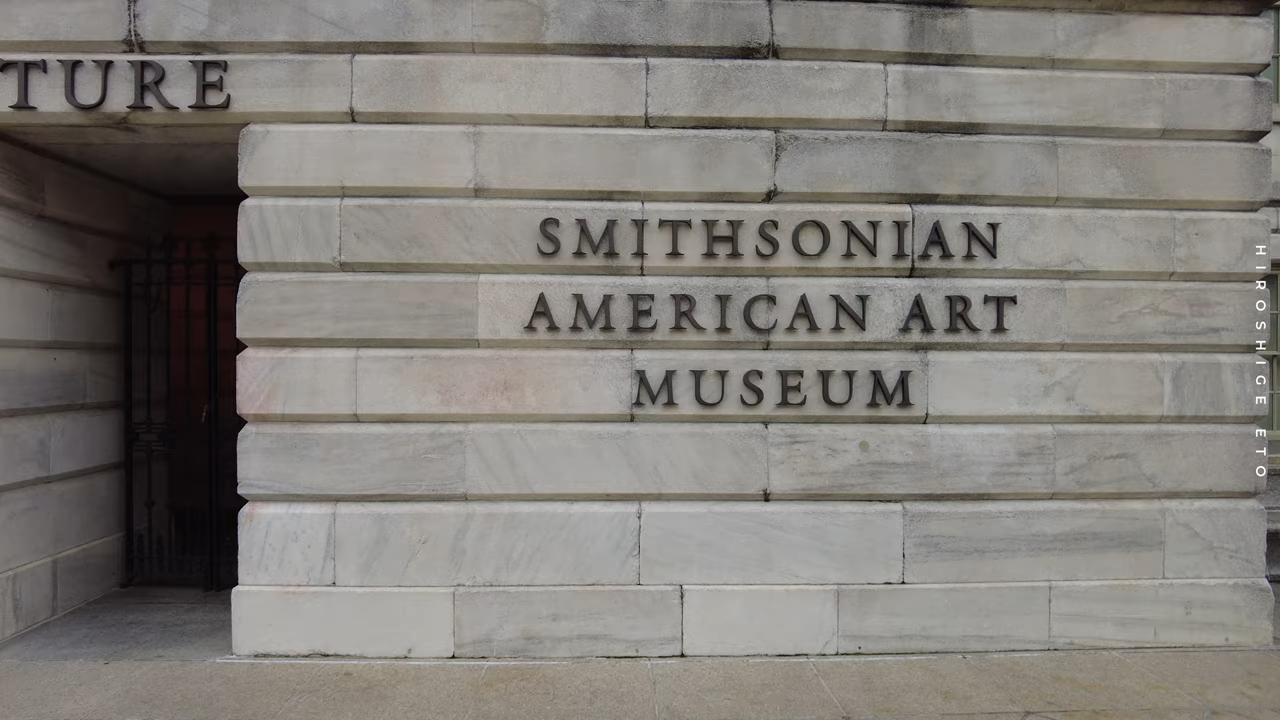 TURE
SMITHSONIAN
AMERICAN ART
MUSEUM
HIROSHIGE ETO